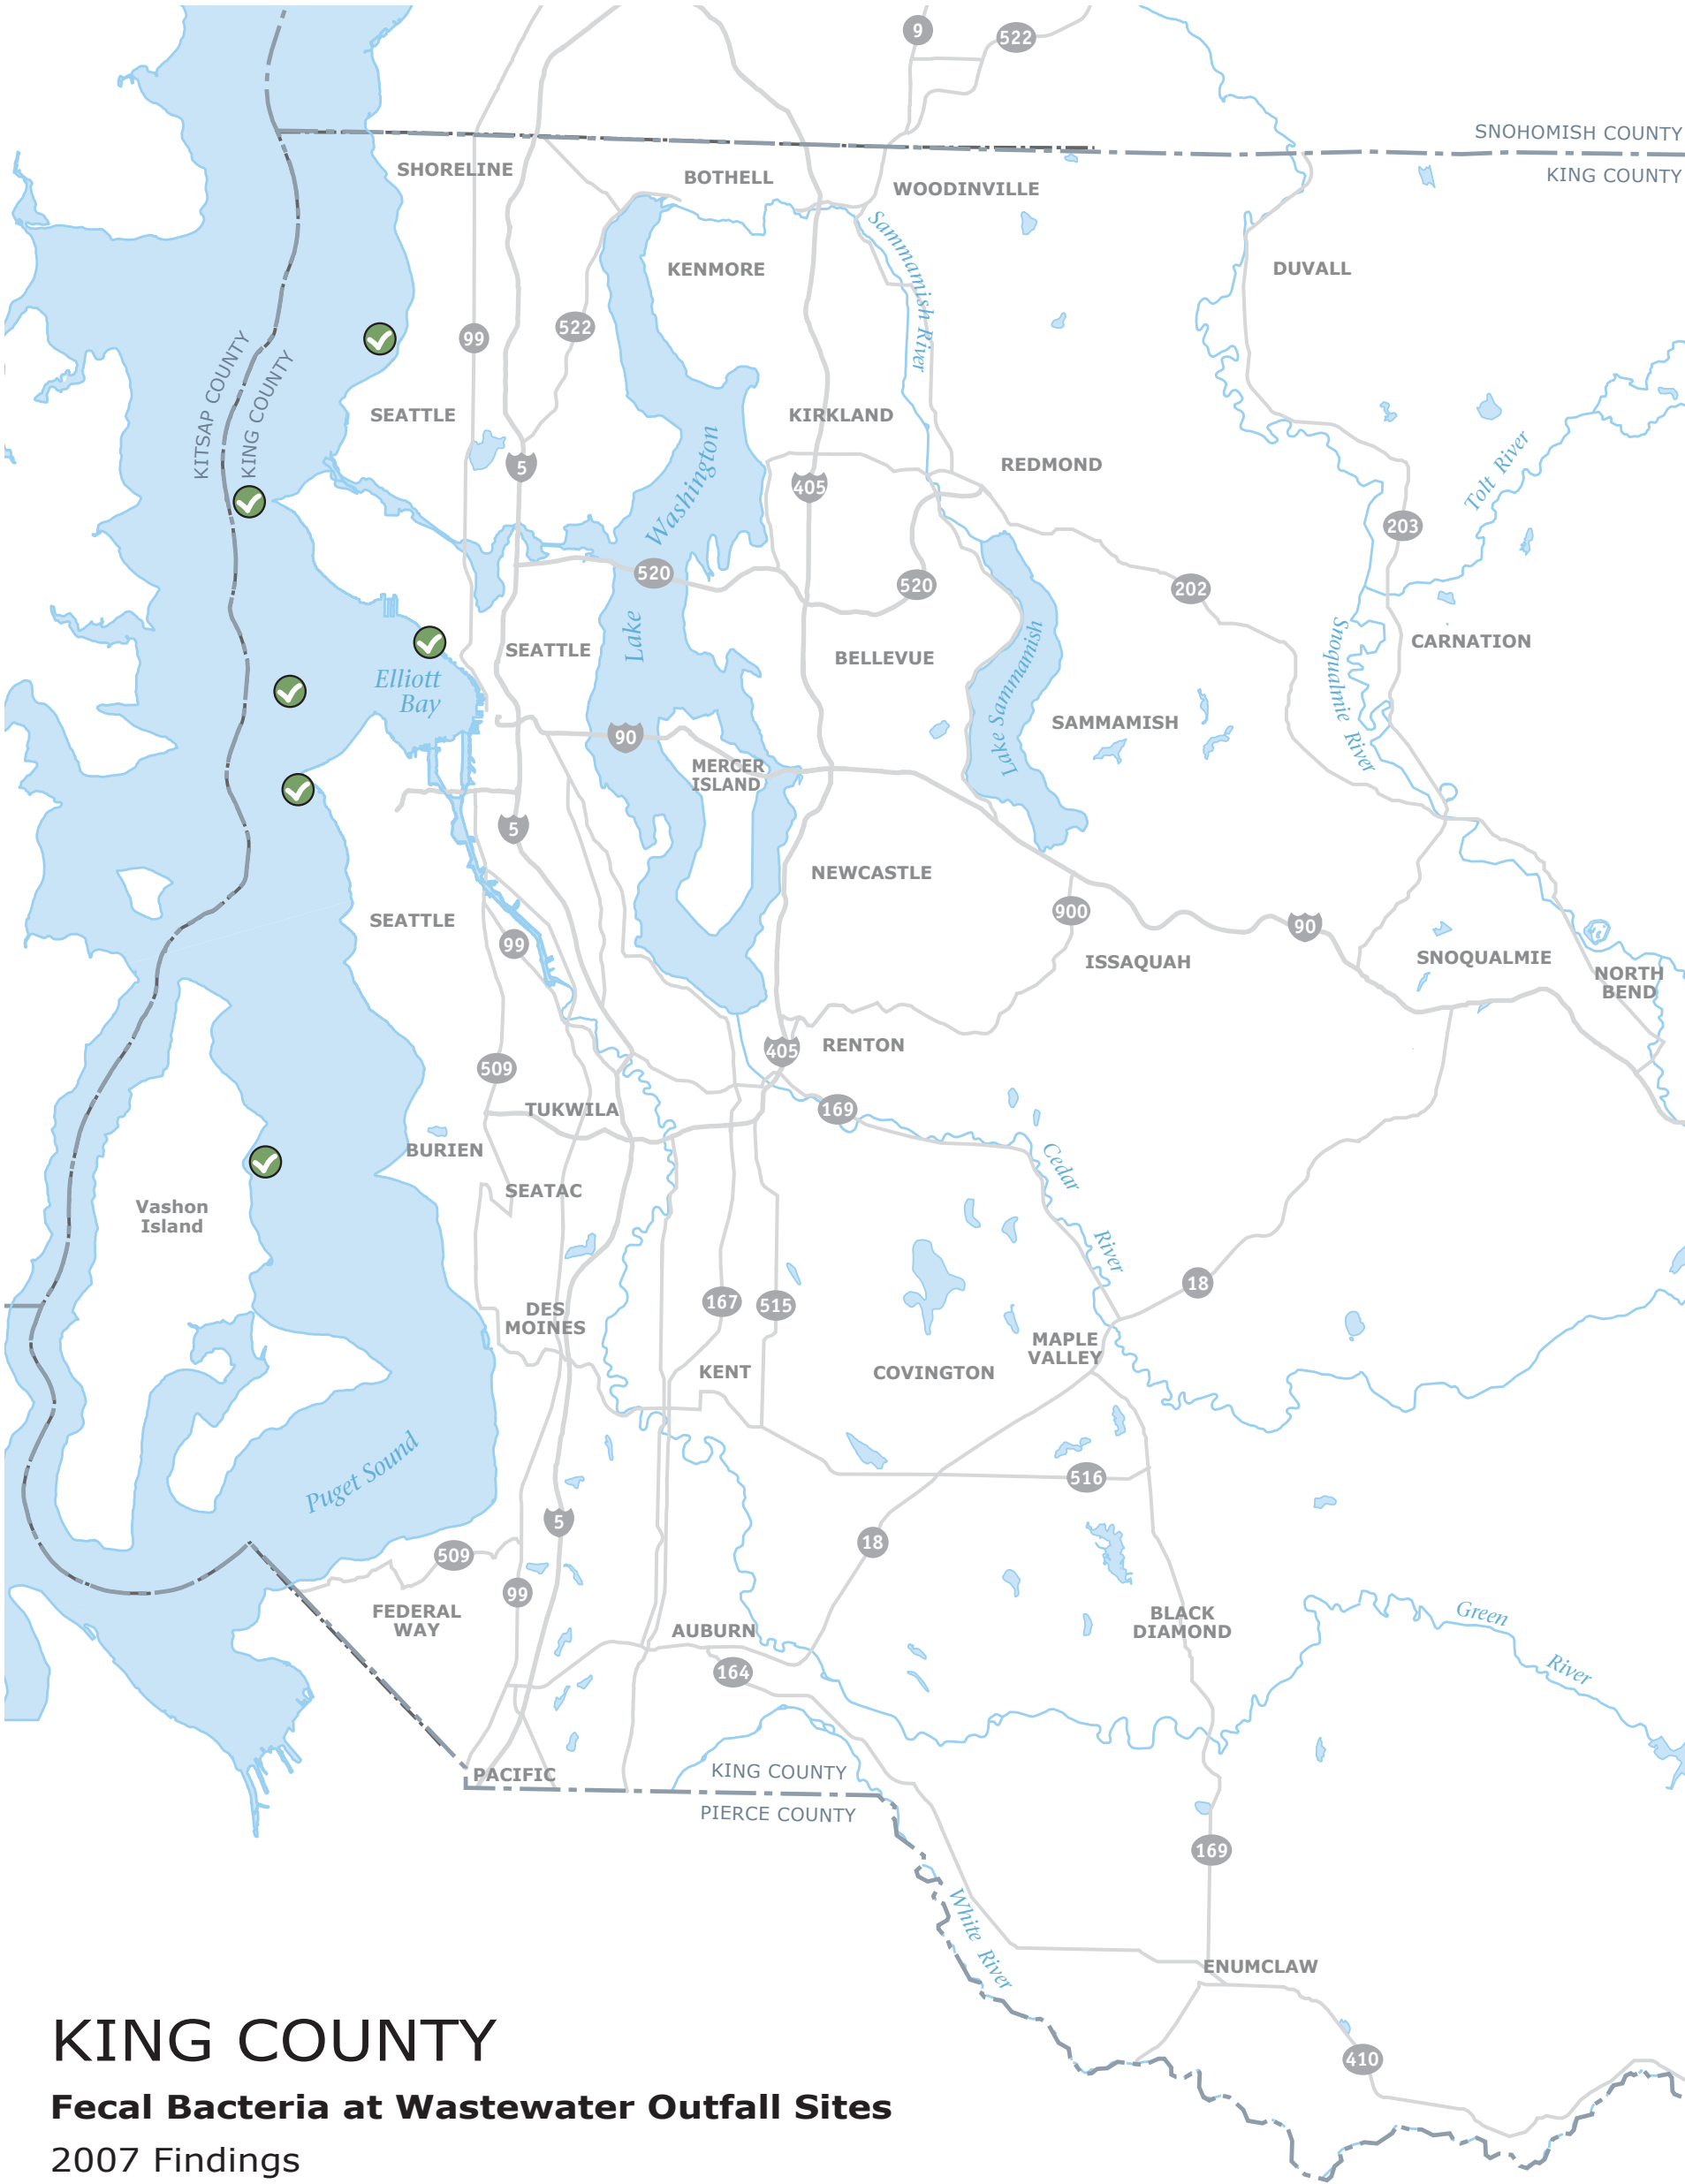 9
522
SNOHOMISH COUNTY
KING COUNTY
SHORELINE
BOTHELL
WOODINVILLE
Sammamish River
KENMORE
DUVALL
99
522
KITSAP COUNTY
KING COUNTY
SEATTLE
KIRKLAND
5
405
REDMOND
Tolt River
203
Lake Washington
520
520
202
SEATTLE
BELLEVUE
Lake Sammamish
Snoqualmie River
CARNATION
Elliott
Bay
SAMMAMISH
90
MERCER
ISLAND
5
NEWCASTLE
SEATTLE
900
90
99
ISSAQUAH
SNOQUALMIE
NORTH
BEND
405
RENTON
509
TUKWILA
169
BURIEN
Cedar River
SEATAC
Vashon
Island
18
167
515
DES
MOINES
MAPLE
VALLEY
KENT
COVINGTON
Puget Sound
516
5
18
509
99
FEDERAL
WAY
AUBURN
BLACK
DIAMOND
Green River
164
PACIFIC
KING COUNTY
PIERCE COUNTY
169
White River
ENUMCLAW
410
KING COUNTY
Fecal Bacteria at Wastewater Outfall Sites
2007 Findings